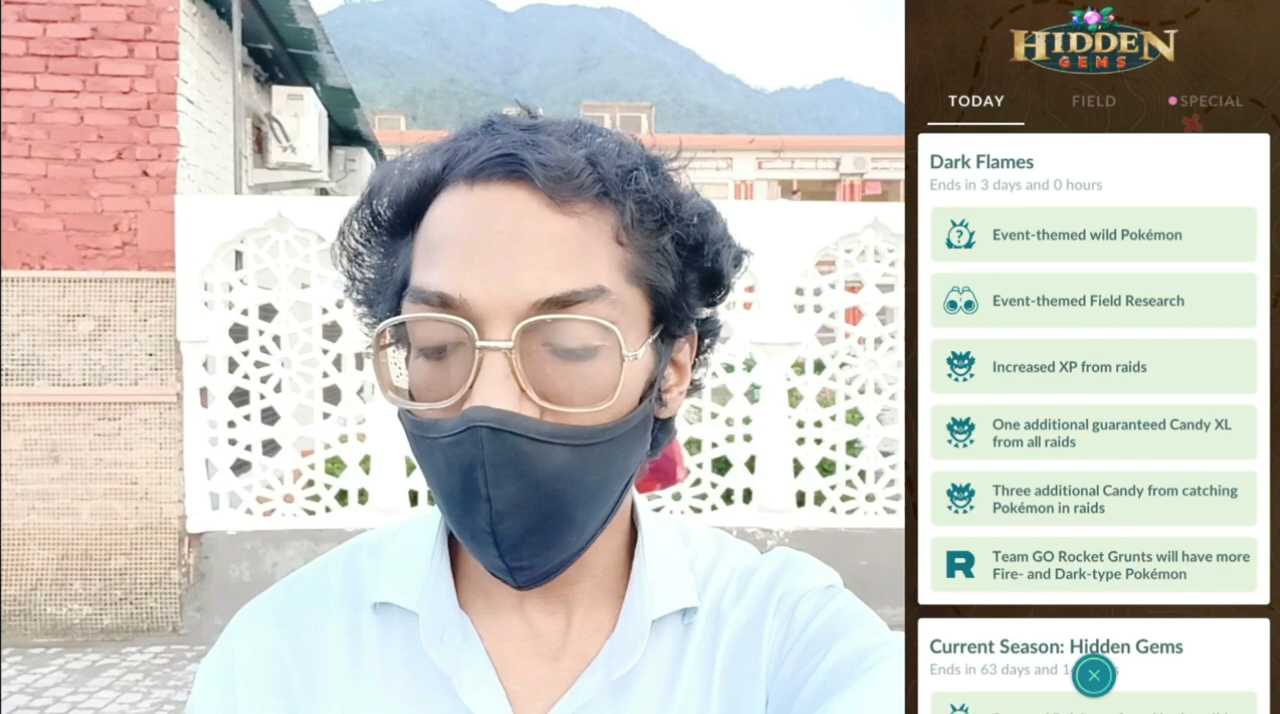 HIDDEN
GEMS
TODAY FIELD SPECIAL
Dark Flames
Ends in 3 days and 0 hours
Event-themed wild Pokémon
Event-themed Field Research
Increased XP from raids
One additional guaranteed Candy XL
from all raids
Three additional Candy from catching
Pokémon in raids
R Team GO Rocket Grunts will have more
Fire- and Dark-type Pokémon
Current Season: Hidden Gems
Ends in 63 days and